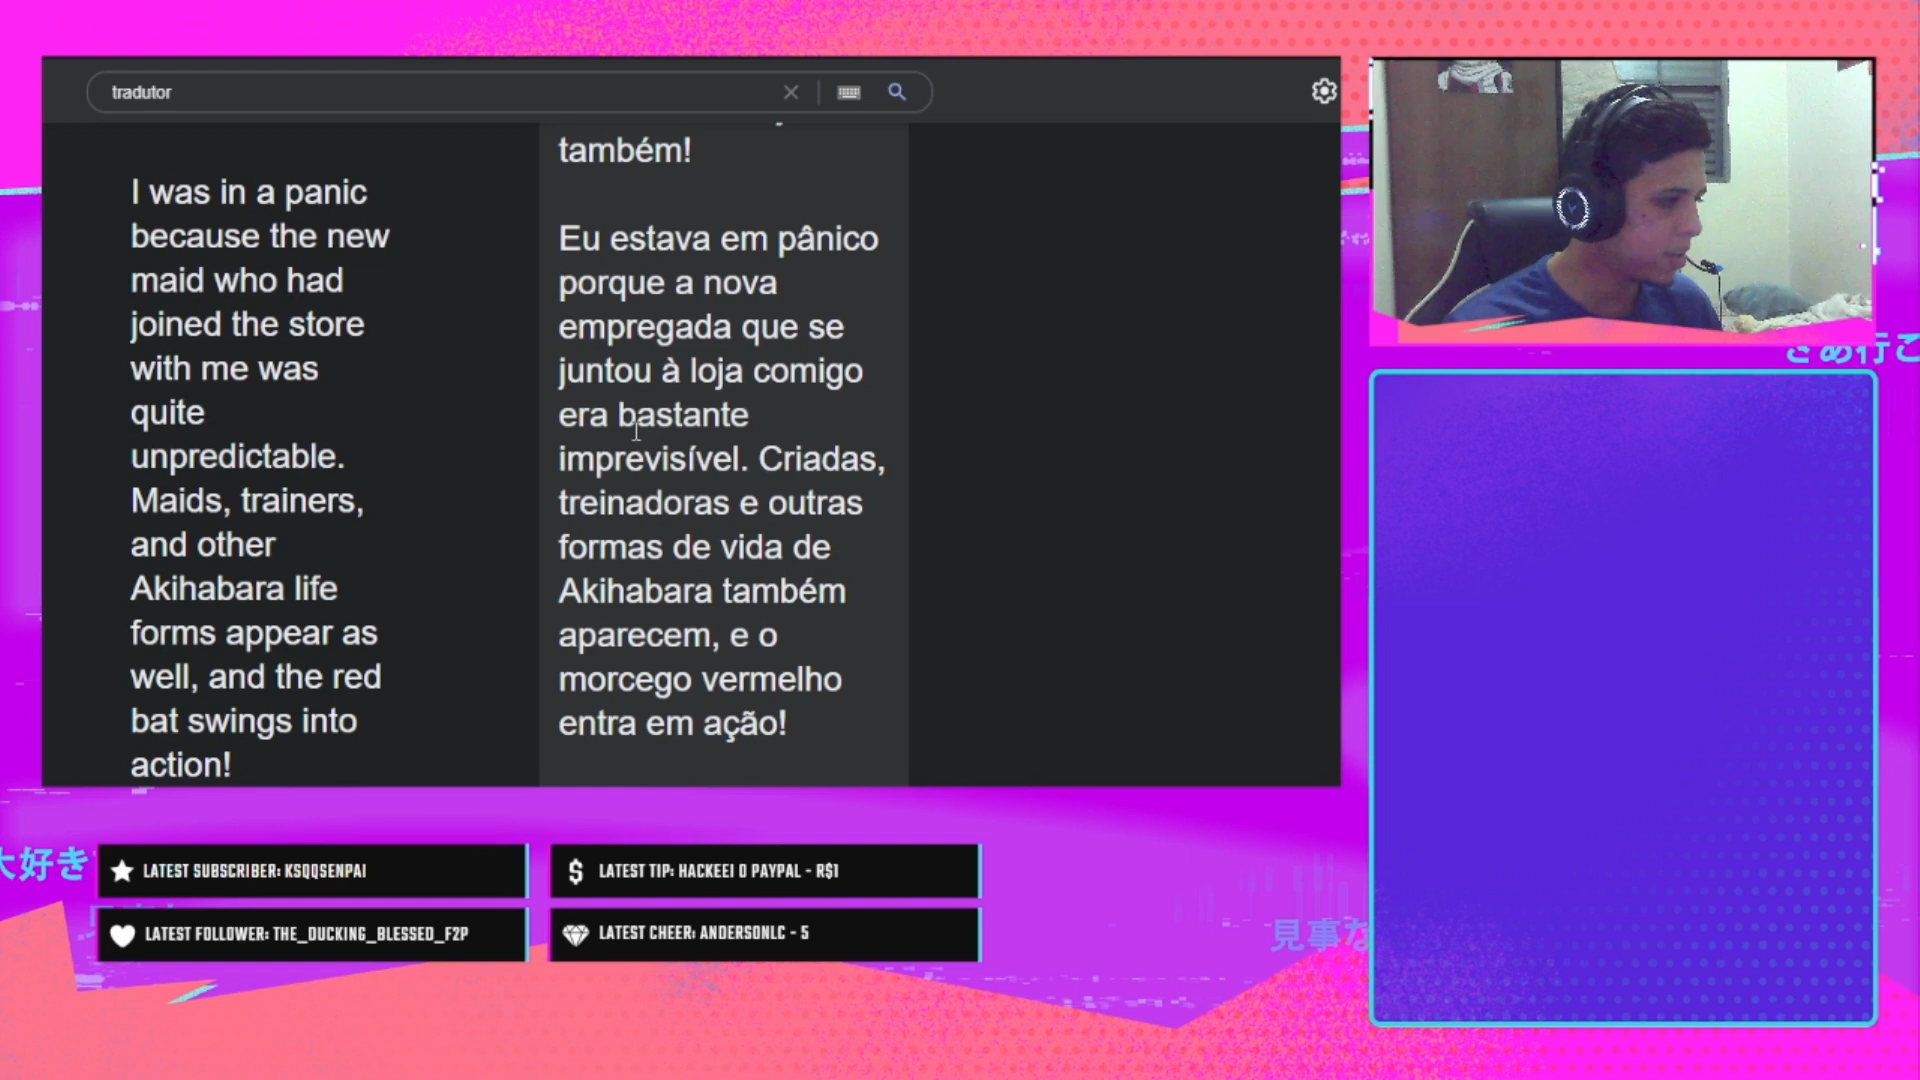 tradutor
I was in a panic
because the new
maid who had
joined the store
with me was
quite
unpredictable.
Maids, trainers,
and other
Akihabara life
forms appear as
well, and the red
bat swings into
action!
também!
Eu estava em pânico
porque a nova
empregada que se
juntou à loja comigo
era bastante
imprevisível. Criadas,
treinadoras e outras
formas de vida de
Akihabara também
aparecem, e o
morcego vermelho
entra em ação!
大好き
見事な
LATEST SUBSCRIBER: KSQQSENPAI
LATEST TIP: HACKEEI O PAYPAL - R$1
LATEST FOLLOWER: THE_DUCKING_BLESSED_F2P
LATEST CHEER: ANDERSONLC - 5